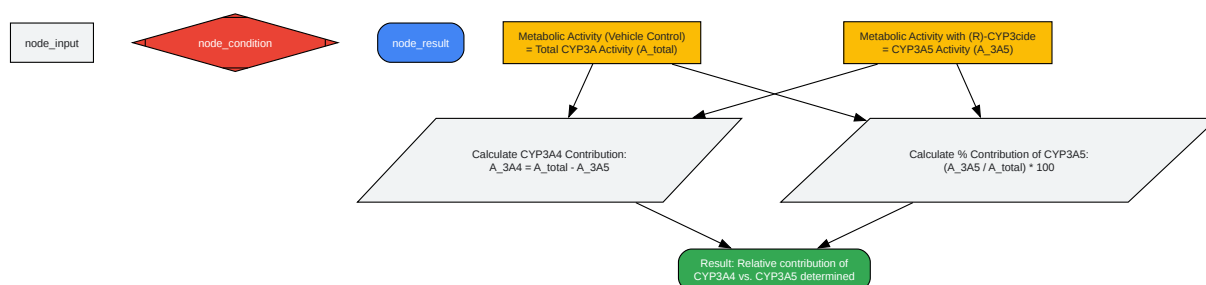 node_input
node_condition
node_result
Metabolic Activity (Vehicle Control)
= Total CYP3A Activity (A_total)
Metabolic Activity with (R)-CYP3cide
= CYP3A5 Activity (A_3A5)
Calculate CYP3A4 Contribution:
A_3A4 = A_total - A_3A5
Calculate % Contribution of CYP3A5:
(A_3A5 / A_total) * 100
Result: Relative contribution of
CYP3A4 vs. CYP3A5 determined